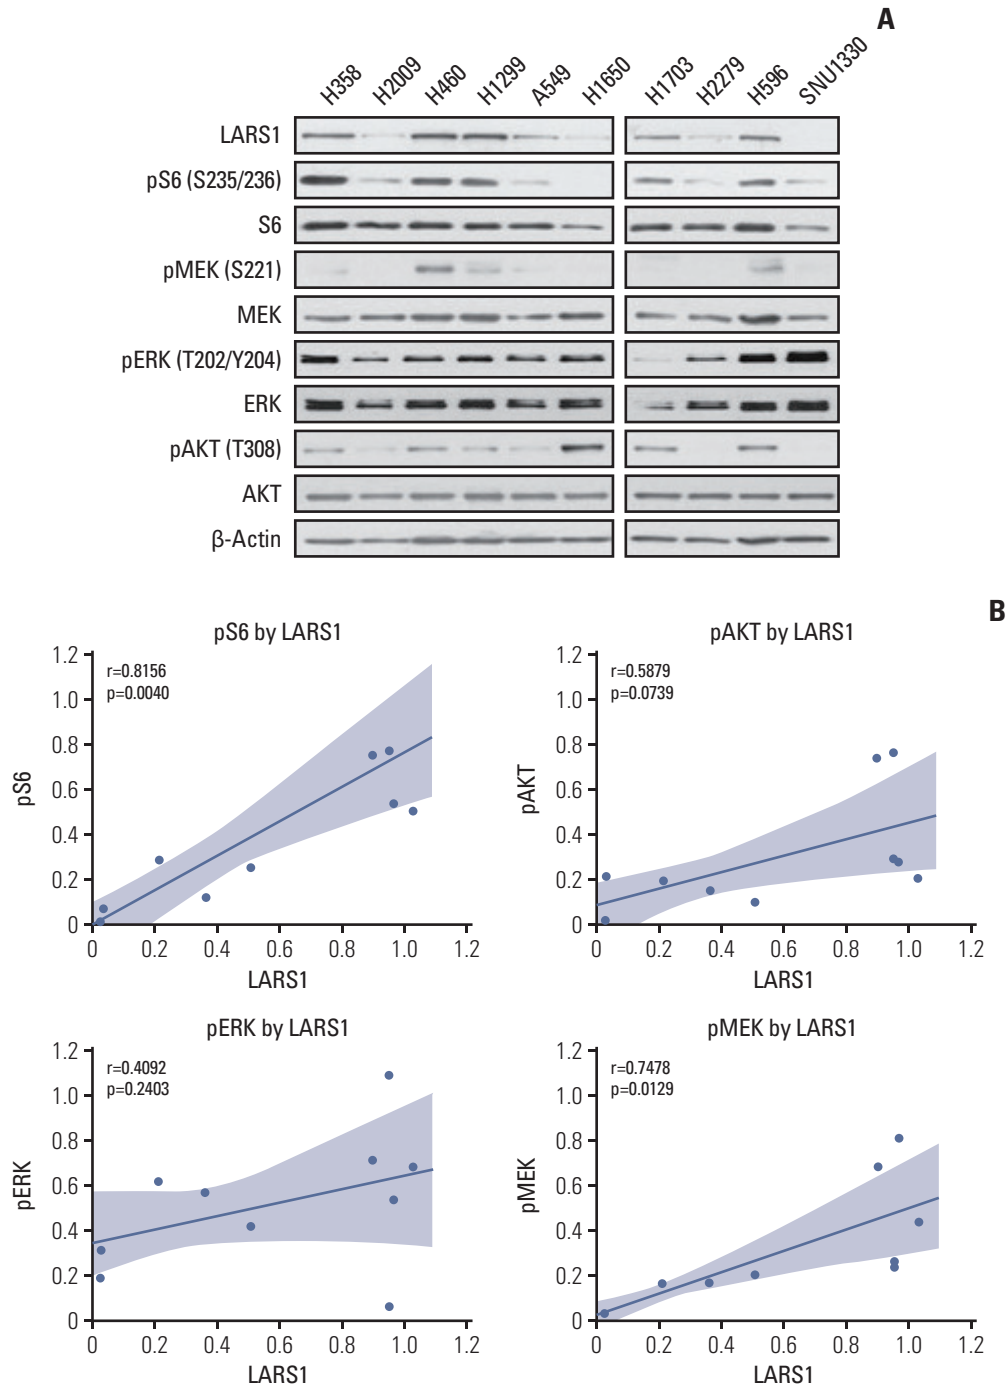 A
H358 H2009 H460 H1299 A549 H1650 H1703 H2279 H596 SNU1330
LARS1
pS6 (S235/236)
S6
pMEK (S221)
MEK
pERK (T202/Y204)
ERK
pAKT (T308)
AKT
β-Actin
B
pS6 by LARS1
r=0.8156
p=0.0040
1.2
1.0
0.8
0.6
0.4
0.2
0
pS6
0 0.2 0.4 0.6 0.8 1.0 1.2
LARS1
pAKT by LARS1
r=0.5879
p=0.0739
1.2
1.0
0.8
0.6
0.4
0.2
0
pAKT
0 0.2 0.4 0.6 0.8 1.0 1.2
LARS1
pERK by LARS1
r=0.4092
p=0.2403
1.2
1.0
0.8
0.6
0.4
0.2
0
pERK
0 0.2 0.4 0.6 0.8 1.0 1.2
LARS1
pMEK by LARS1
r=0.7478
p=0.0129
1.2
1.0
0.8
0.6
0.4
0.2
0
pMEK
0 0.2 0.4 0.6 0.8 1.0 1.2
LARS1